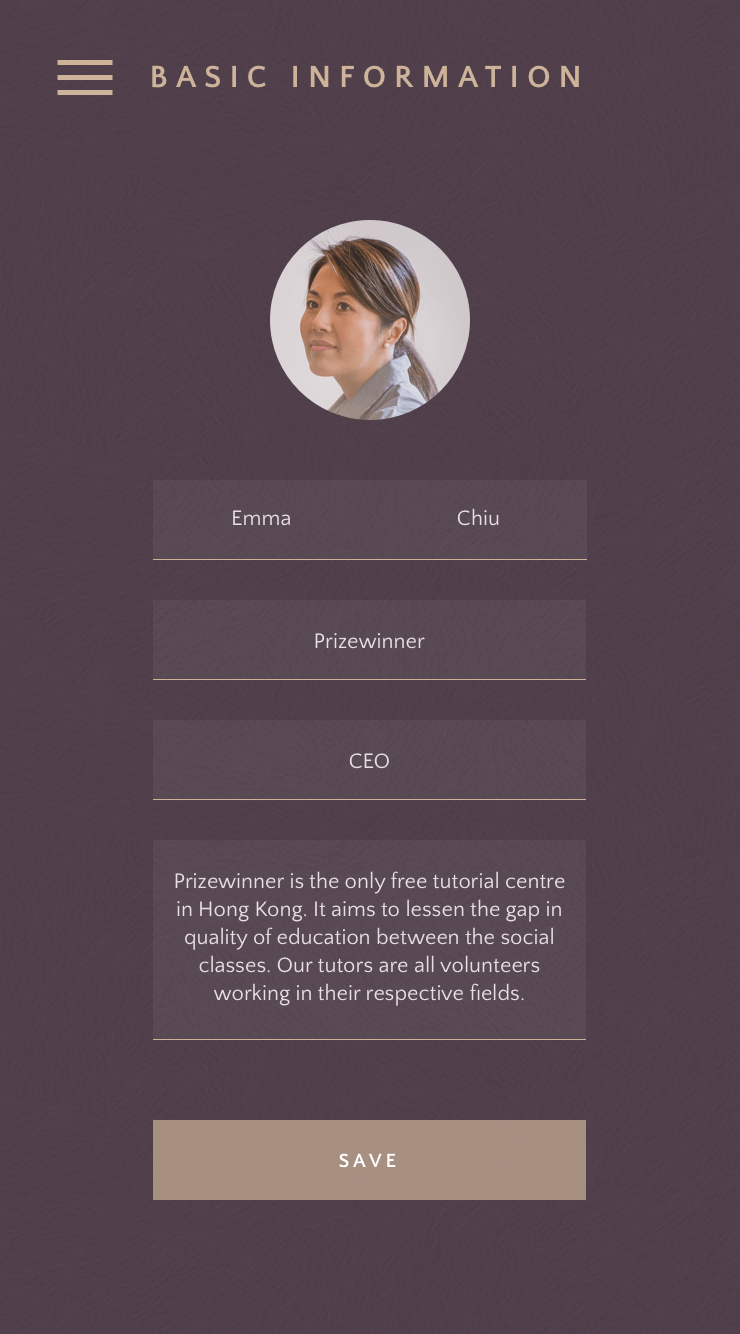 BASIC INFORMATION
Emma Chiu
Prizewinner
CEO
Prizewinner is the only free tutorial centre
in Hong Kong. It aims to lessen the gap in
quality of education between the social
classes. Our tutors are all volunteers
working in their respective fields.
SAVE